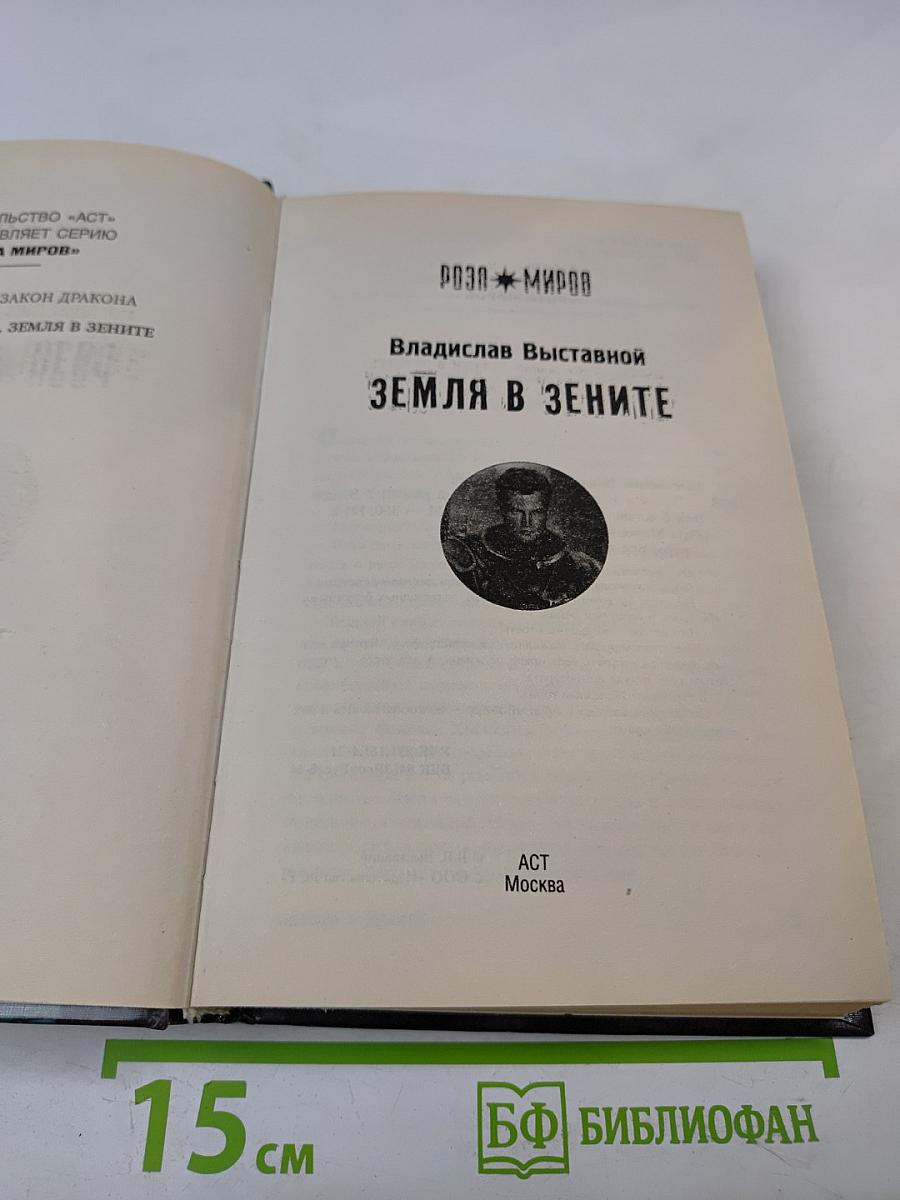 ЛЬСТВО «АСТ»
ВЛЯЕТ СЕРИЮ
А МИРОВ»
ЗАКОН ДРАКОНА
ЗЕМЛЯ В ЗЕНИТЕ
РОЗА МИРОВ
Владислав Выставной
ЗЕМЛЯ В ЗЕНИТЕ
АСТ
Москва
15 см
БФ БИБЛИОФАН